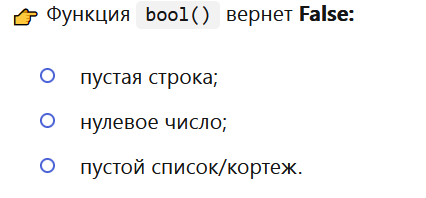 👉 Функция bool() вернет False:
пустая строка;
нулевое число;
пустой список/кортеж.